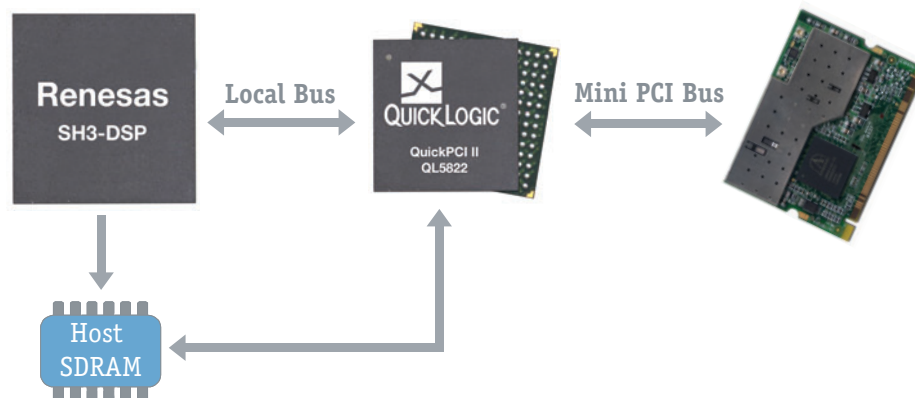 Renesas
SH3-DSP
Local Bus
QUICKLOGIC®
QuickPCI II
QL5822
Mini PCI Bus
Host
SDRAM